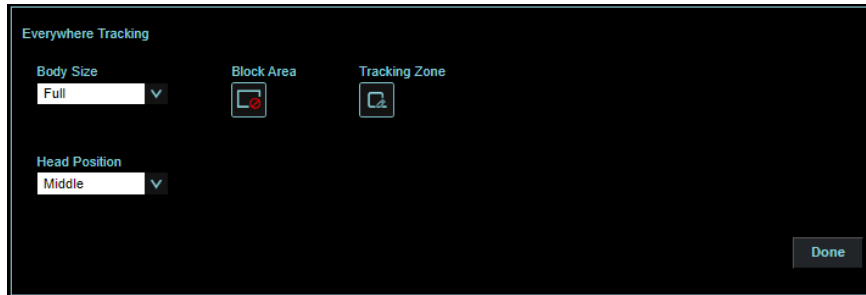 Everywhere Tracking
Body Size
Block Area
Tracking Zone
Full
Head Position
Middle
Done